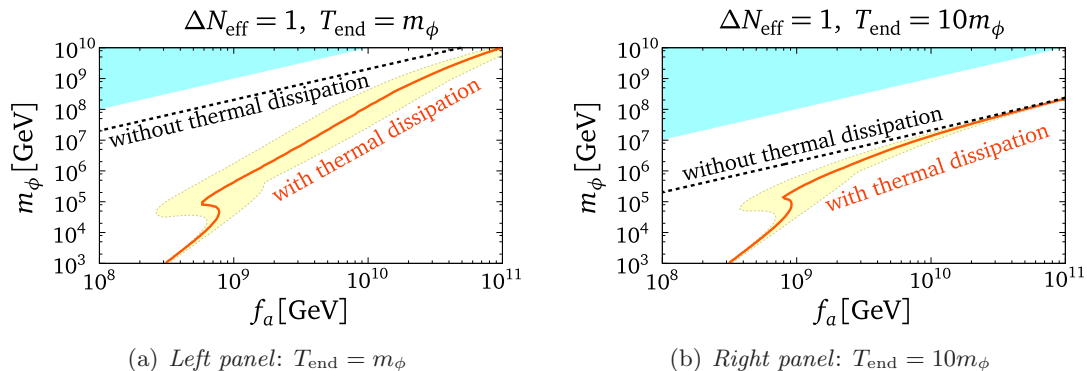 ΔN_eff = 1, T_end = m_ϕ
10^10
10^9
10^8
10^7
10^6
10^5
10^4
10^3
m_ϕ [GeV]
without thermal dissipation
with thermal dissipation
10^8 10^9 10^10 10^11
f_a [GeV]
(a) Left panel: T_end = m_ϕ
ΔN_eff = 1, T_end = 10m_ϕ
10^10
10^9
10^8
10^7
10^6
10^5
10^4
10^3
m_ϕ [GeV]
without thermal dissipation
with thermal dissipation
10^8 10^9 10^10 10^11
f_a [GeV]
(b) Right panel: T_end = 10m_ϕ